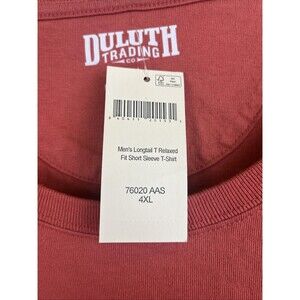 DULUTH
TRADING
CO
Men's Longtail T Relaxed
Fit Short Sleeve T-Shirt
76020 AAS
4XL